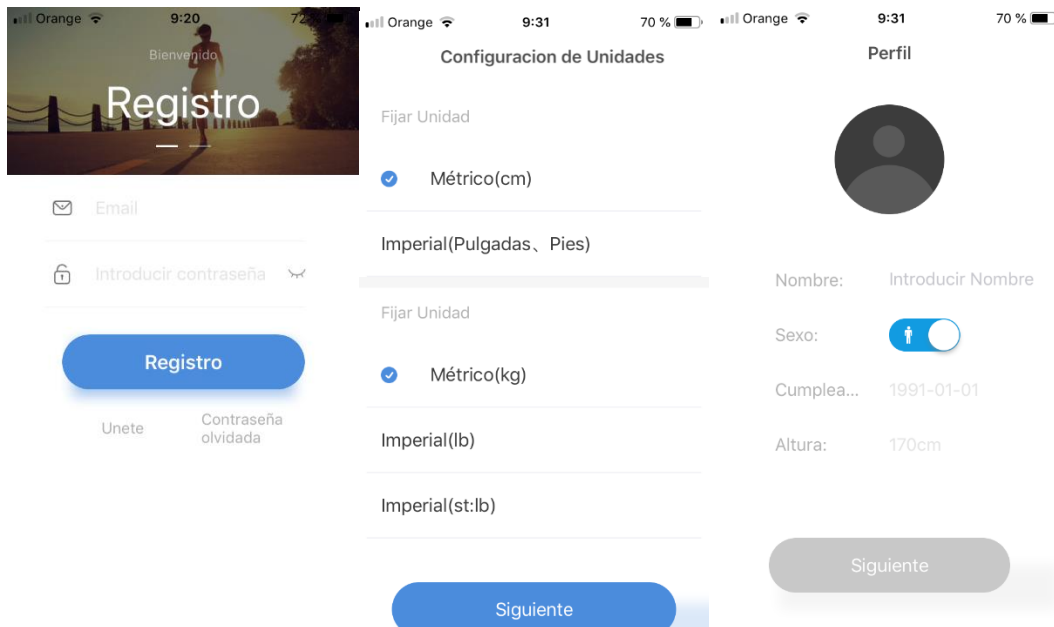 Orange 9:20 72
Bienvenido
Registro
Email
Introducir contraseña
Registro
Unete
Contraseña
olvidada
Orange 9:31 70 %
Configuracion de Unidades
Fijar Unidad
Métrico(cm)
Imperial(Pulgadas、Pies)
Fijar Unidad
Métrico(kg)
Imperial(lb)
Imperial(st:lb)
Siguiente
Orange 9:31 70 %
Perfil
Nombre: Introducir Nombre
Sexo:
Cumplea... 1991-01-01
Altura: 170cm
Siguiente